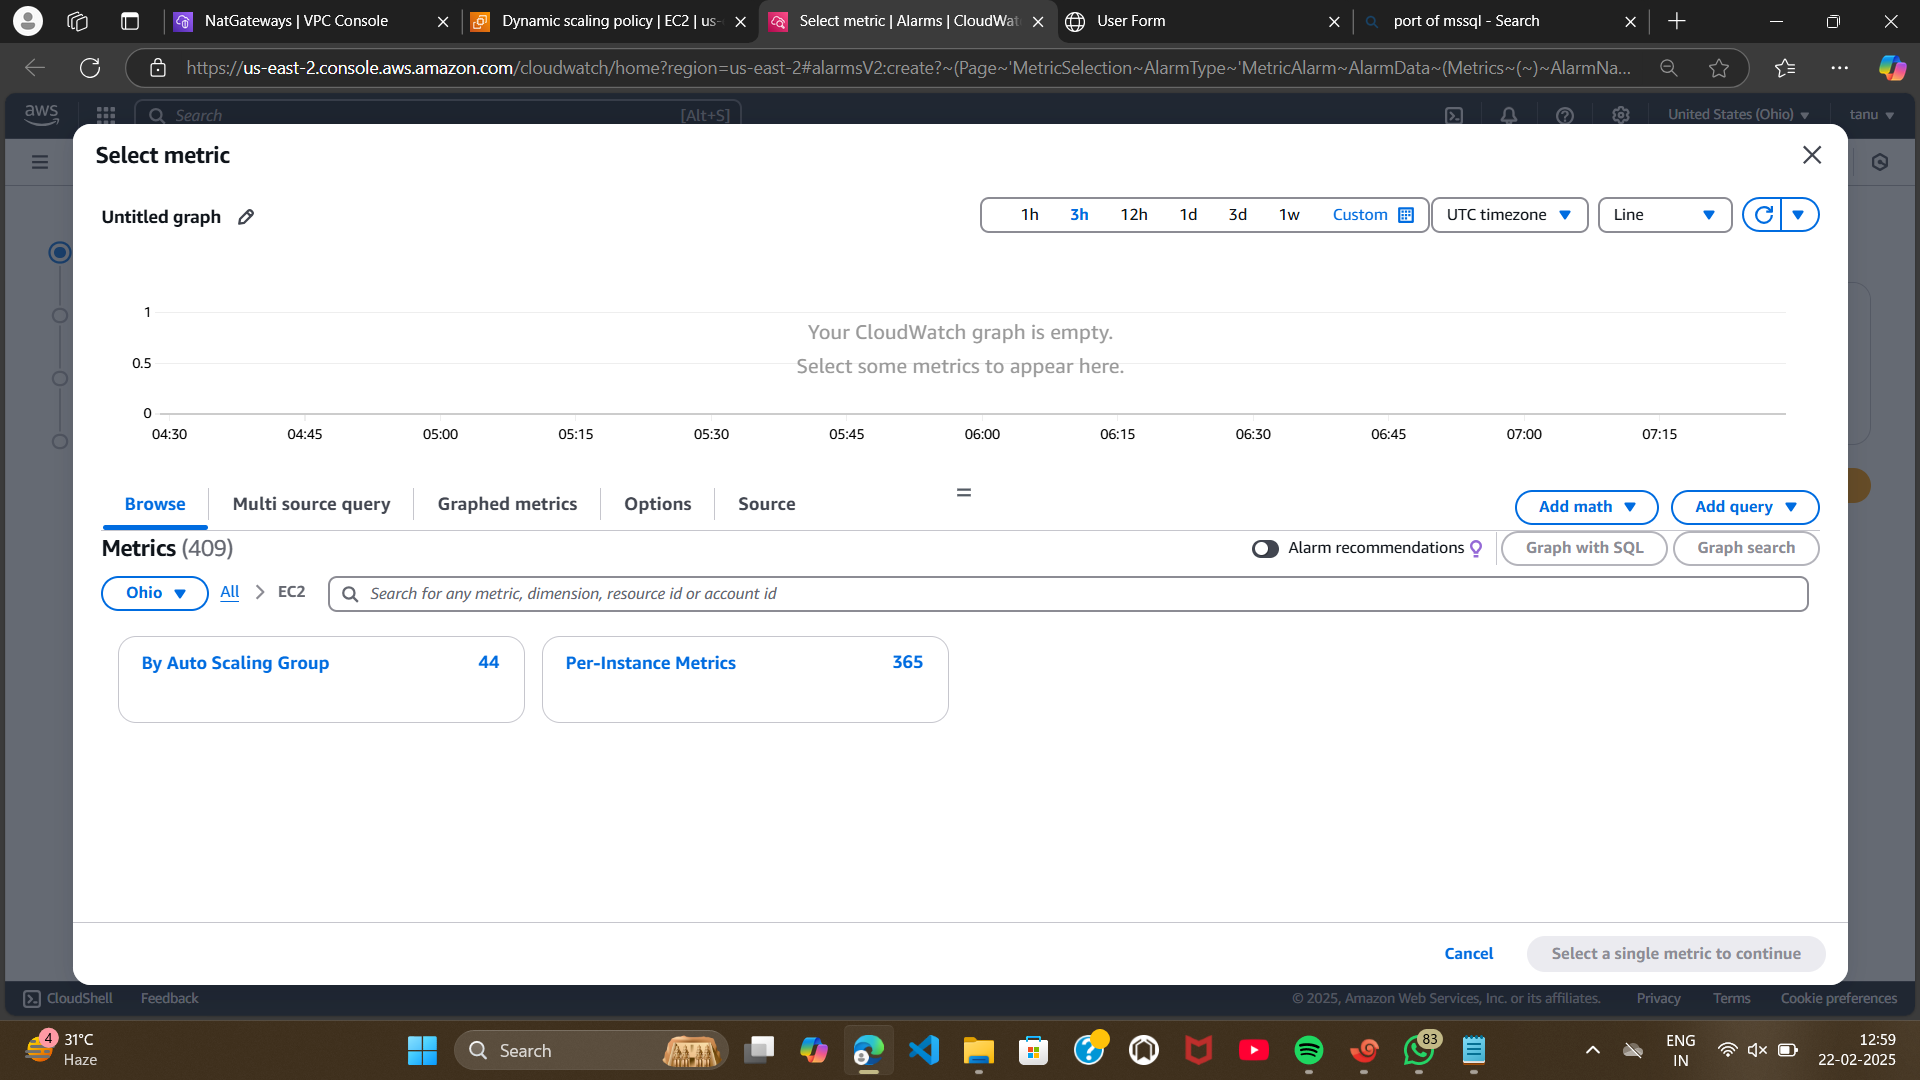 NatGateways | VPC Console
Dynamic scaling policy | EC2 | us-
Select metric | Alarms | CloudWat
User Form
port of mssql - Search
https://us-east-2.console.aws.amazon.com/cloudwatch/home?region=us-east-2#alarmsV2:create?~(Page~'MetricSelection~AlarmType~'MetricAlarm~AlarmData~(Metrics~(~)~AlarmNa...
aws
Search
[Alt+S]
United States (Ohio)
tanu
Select metric
Untitled graph
1h 3h 12h 1d 3d 1w Custom
UTC timezone
Line
1
Your CloudWatch graph is empty.
0.5
Select some metrics to appear here.
0
04:30 04:45 05:00 05:15 05:30 05:45 06:00 06:15 06:30 06:45 07:00 07:15
Browse
Multi source query
Graphed metrics
Options
Source
Add math
Add query
Metrics (409)
Alarm recommendations
Graph with SQL
Graph search
Ohio
All
EC2
Search for any metric, dimension, resource id or account id
By Auto Scaling Group 44
Per-Instance Metrics 365
Cancel
Select a single metric to continue
CloudShell
Feedback
© 2025, Amazon Web Services, Inc. or its affiliates.
Privacy
Terms
Cookie preferences
4
31°C
Haze
Search
83
ENG
IN
12:59
22-02-2025